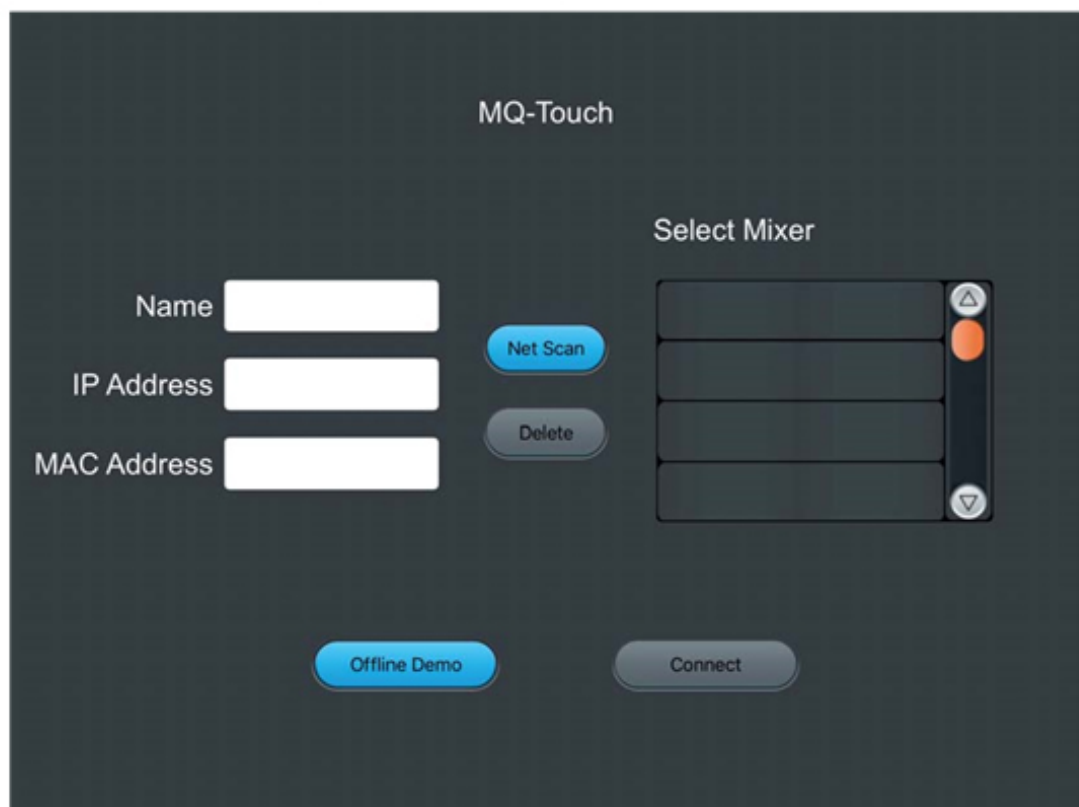 MQ-Touch
Select Mixer
Name
IP Address
MAC Address
Net Scan
Delete
Offline Demo
Connect